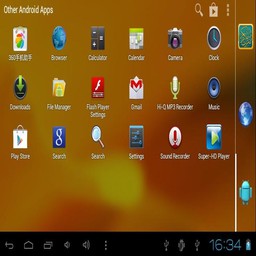 Other Android Apps
360手机助手
Browser
Calculator
Calendar
Camera
Clock
Downloads
File Manager
Flash Player
Settings
Gmail
Hi-Q MP3 Recorder
Music
Play Store
Search
Search
Settings
Sound Recorder
Super-HD Player
16:34